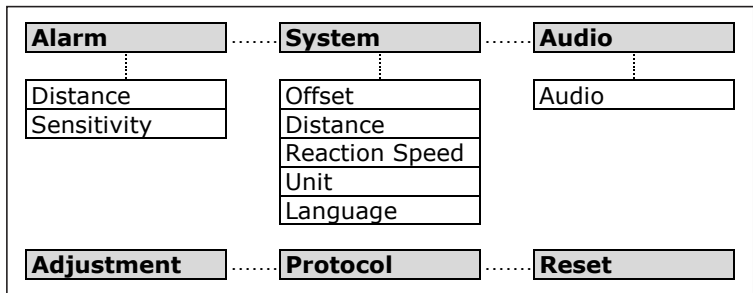 Alarm ....... System ....... Audio
Distance Offset Audio
Sensitivity Distance
Reaction Speed
Unit
Language
Adjustment ....... Protocol ....... Reset